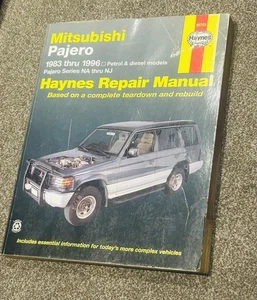 Mitsubishi
Pajero
1983 thru 1996 □ Petrol & diesel models
Pajero Series NA thru NJ
Haynes
Haynes Repair Manual
Based on a complete teardown and rebuild
Includes essential information for today's more complex vehicles